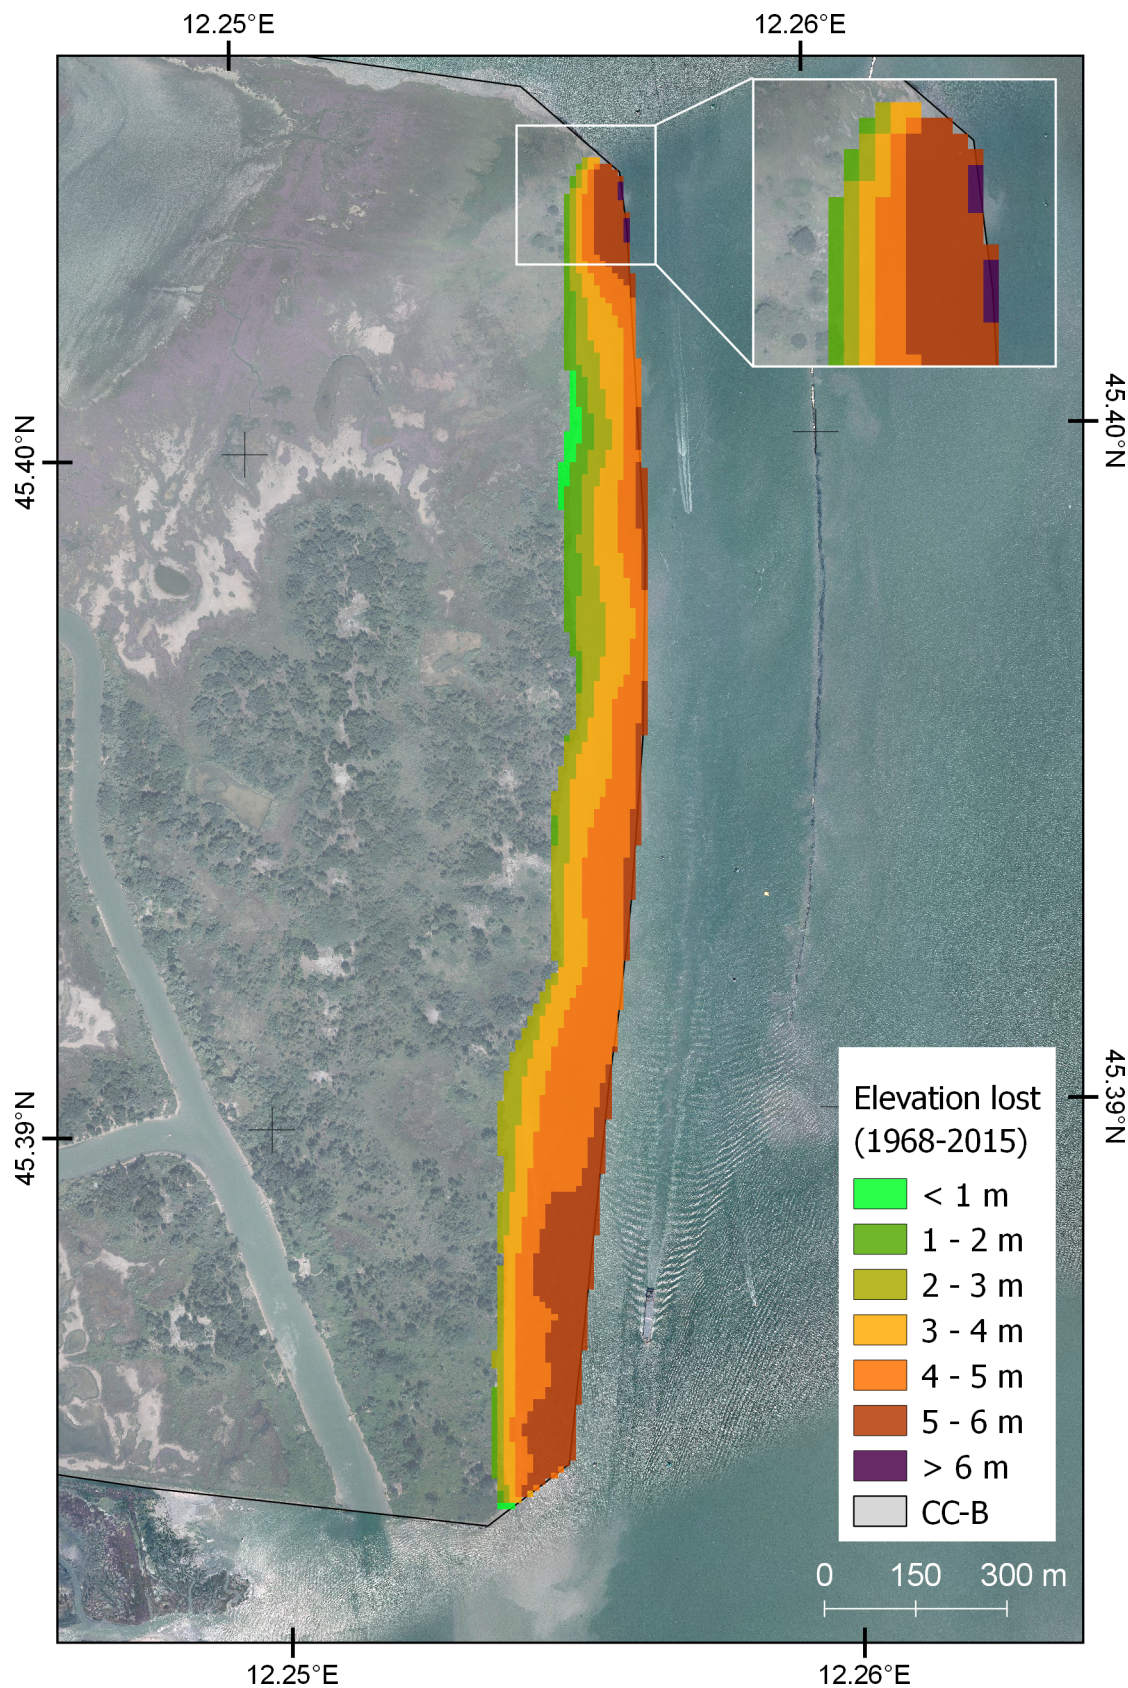 12.25°E 12.26°E
45.40°N 45.40°N
45.39°N 45.39°N
Elevation lost
(1968-2015)
< 1 m
1 - 2 m
2 - 3 m
3 - 4 m
4 - 5 m
5 - 6 m
> 6 m
CC-B
0 150 300 m
12.25°E 12.26°E